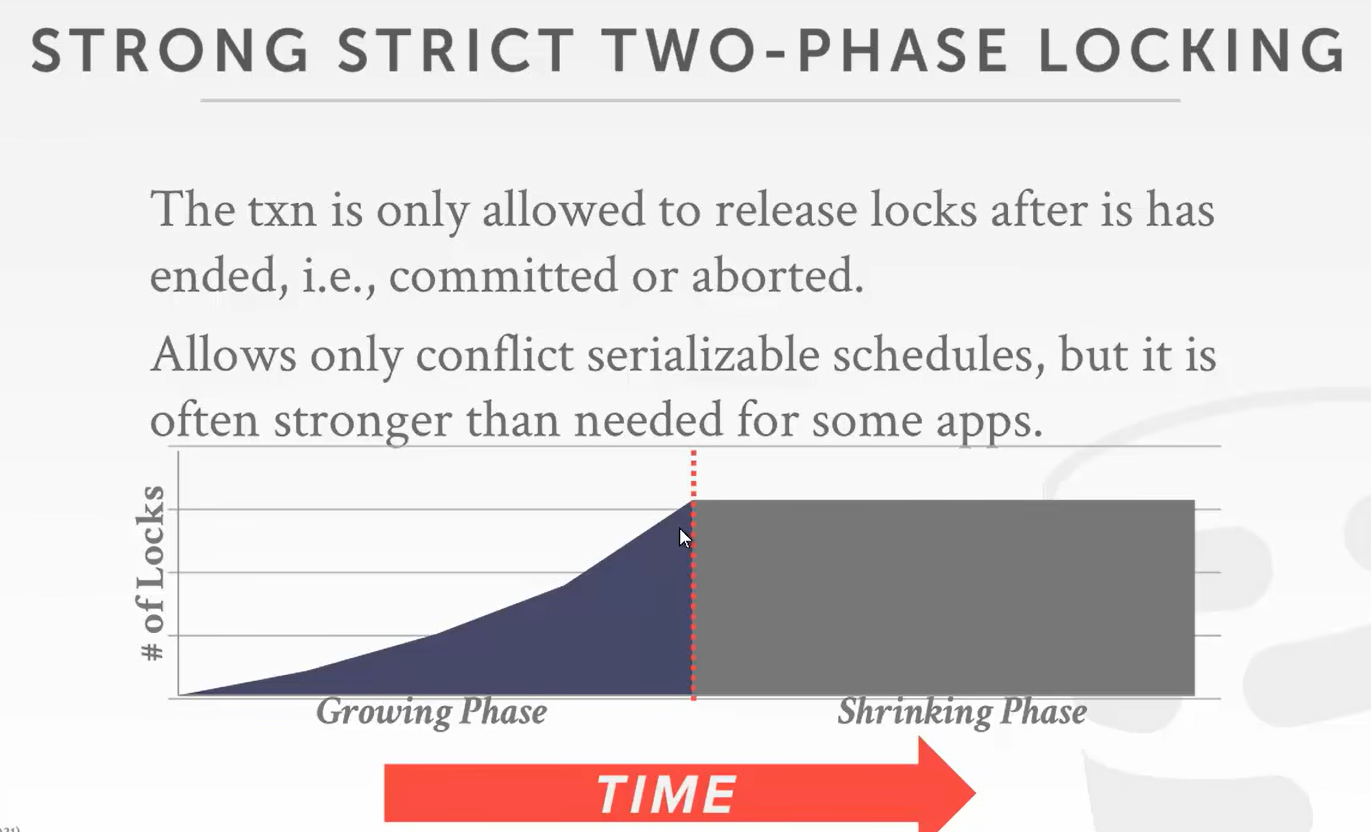 STRONG STRICT TWO-PHASE LOCKING
The txn is only allowed to release locks after is has
ended, i.e., committed or aborted.
Allows only conflict serializable schedules, but it is
often stronger than needed for some apps.
# of Locks
Growing Phase
Shrinking Phase
TIME